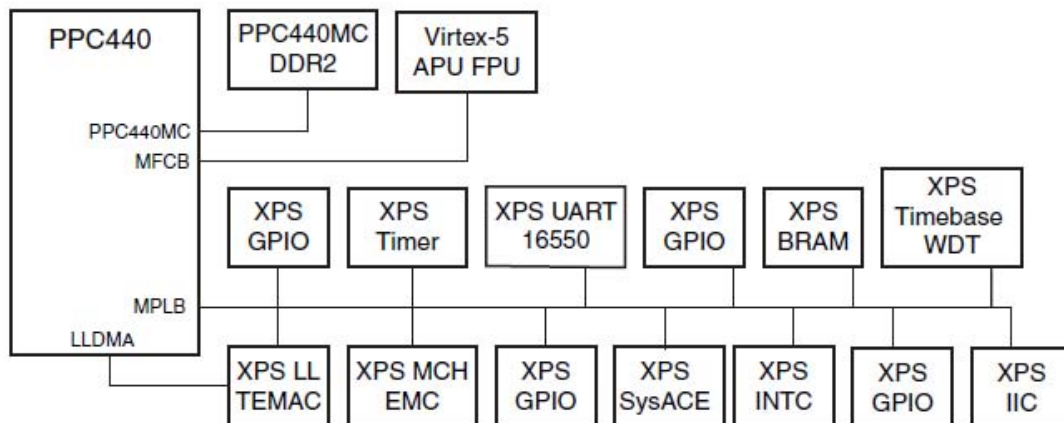 PPC440
PPC440MC
DDR2
Virtex-5
APU FPU
PPC440MC
MFCB
XPS
GPIO
XPS
Timer
XPS UART
16550
XPS
GPIO
XPS
BRAM
XPS
Timebase
WDT
MPLB
LLDMA
XPS LL
TEMAC
XPS MCH
EMC
XPS
GPIO
XPS
SysACE
XPS
INTC
XPS
GPIO
XPS
IIC